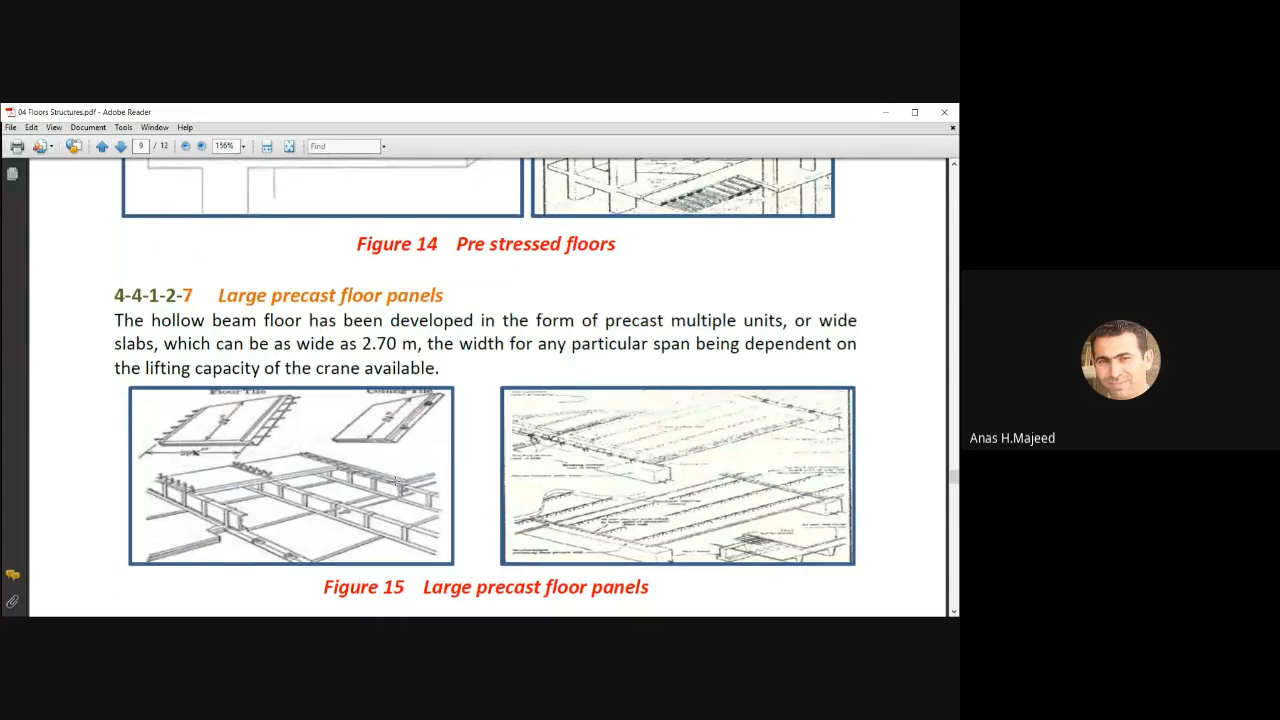 04 Floors Structures.pdf - Adobe Reader
File Edit View Document Tools Window Help
9 / 12 156% Find
Figure 14 Pre stressed floors
4-4-1-2-7 Large precast floor panels
The hollow beam floor has been developed in the form of precast multiple units, or wide
slabs, which can be as wide as 2.70 m, the width for any particular span being dependent on
the lifting capacity of the crane available.
Floor Tile Ceiling Tile
Figure 15 Large precast floor panels
Anas H.Majeed